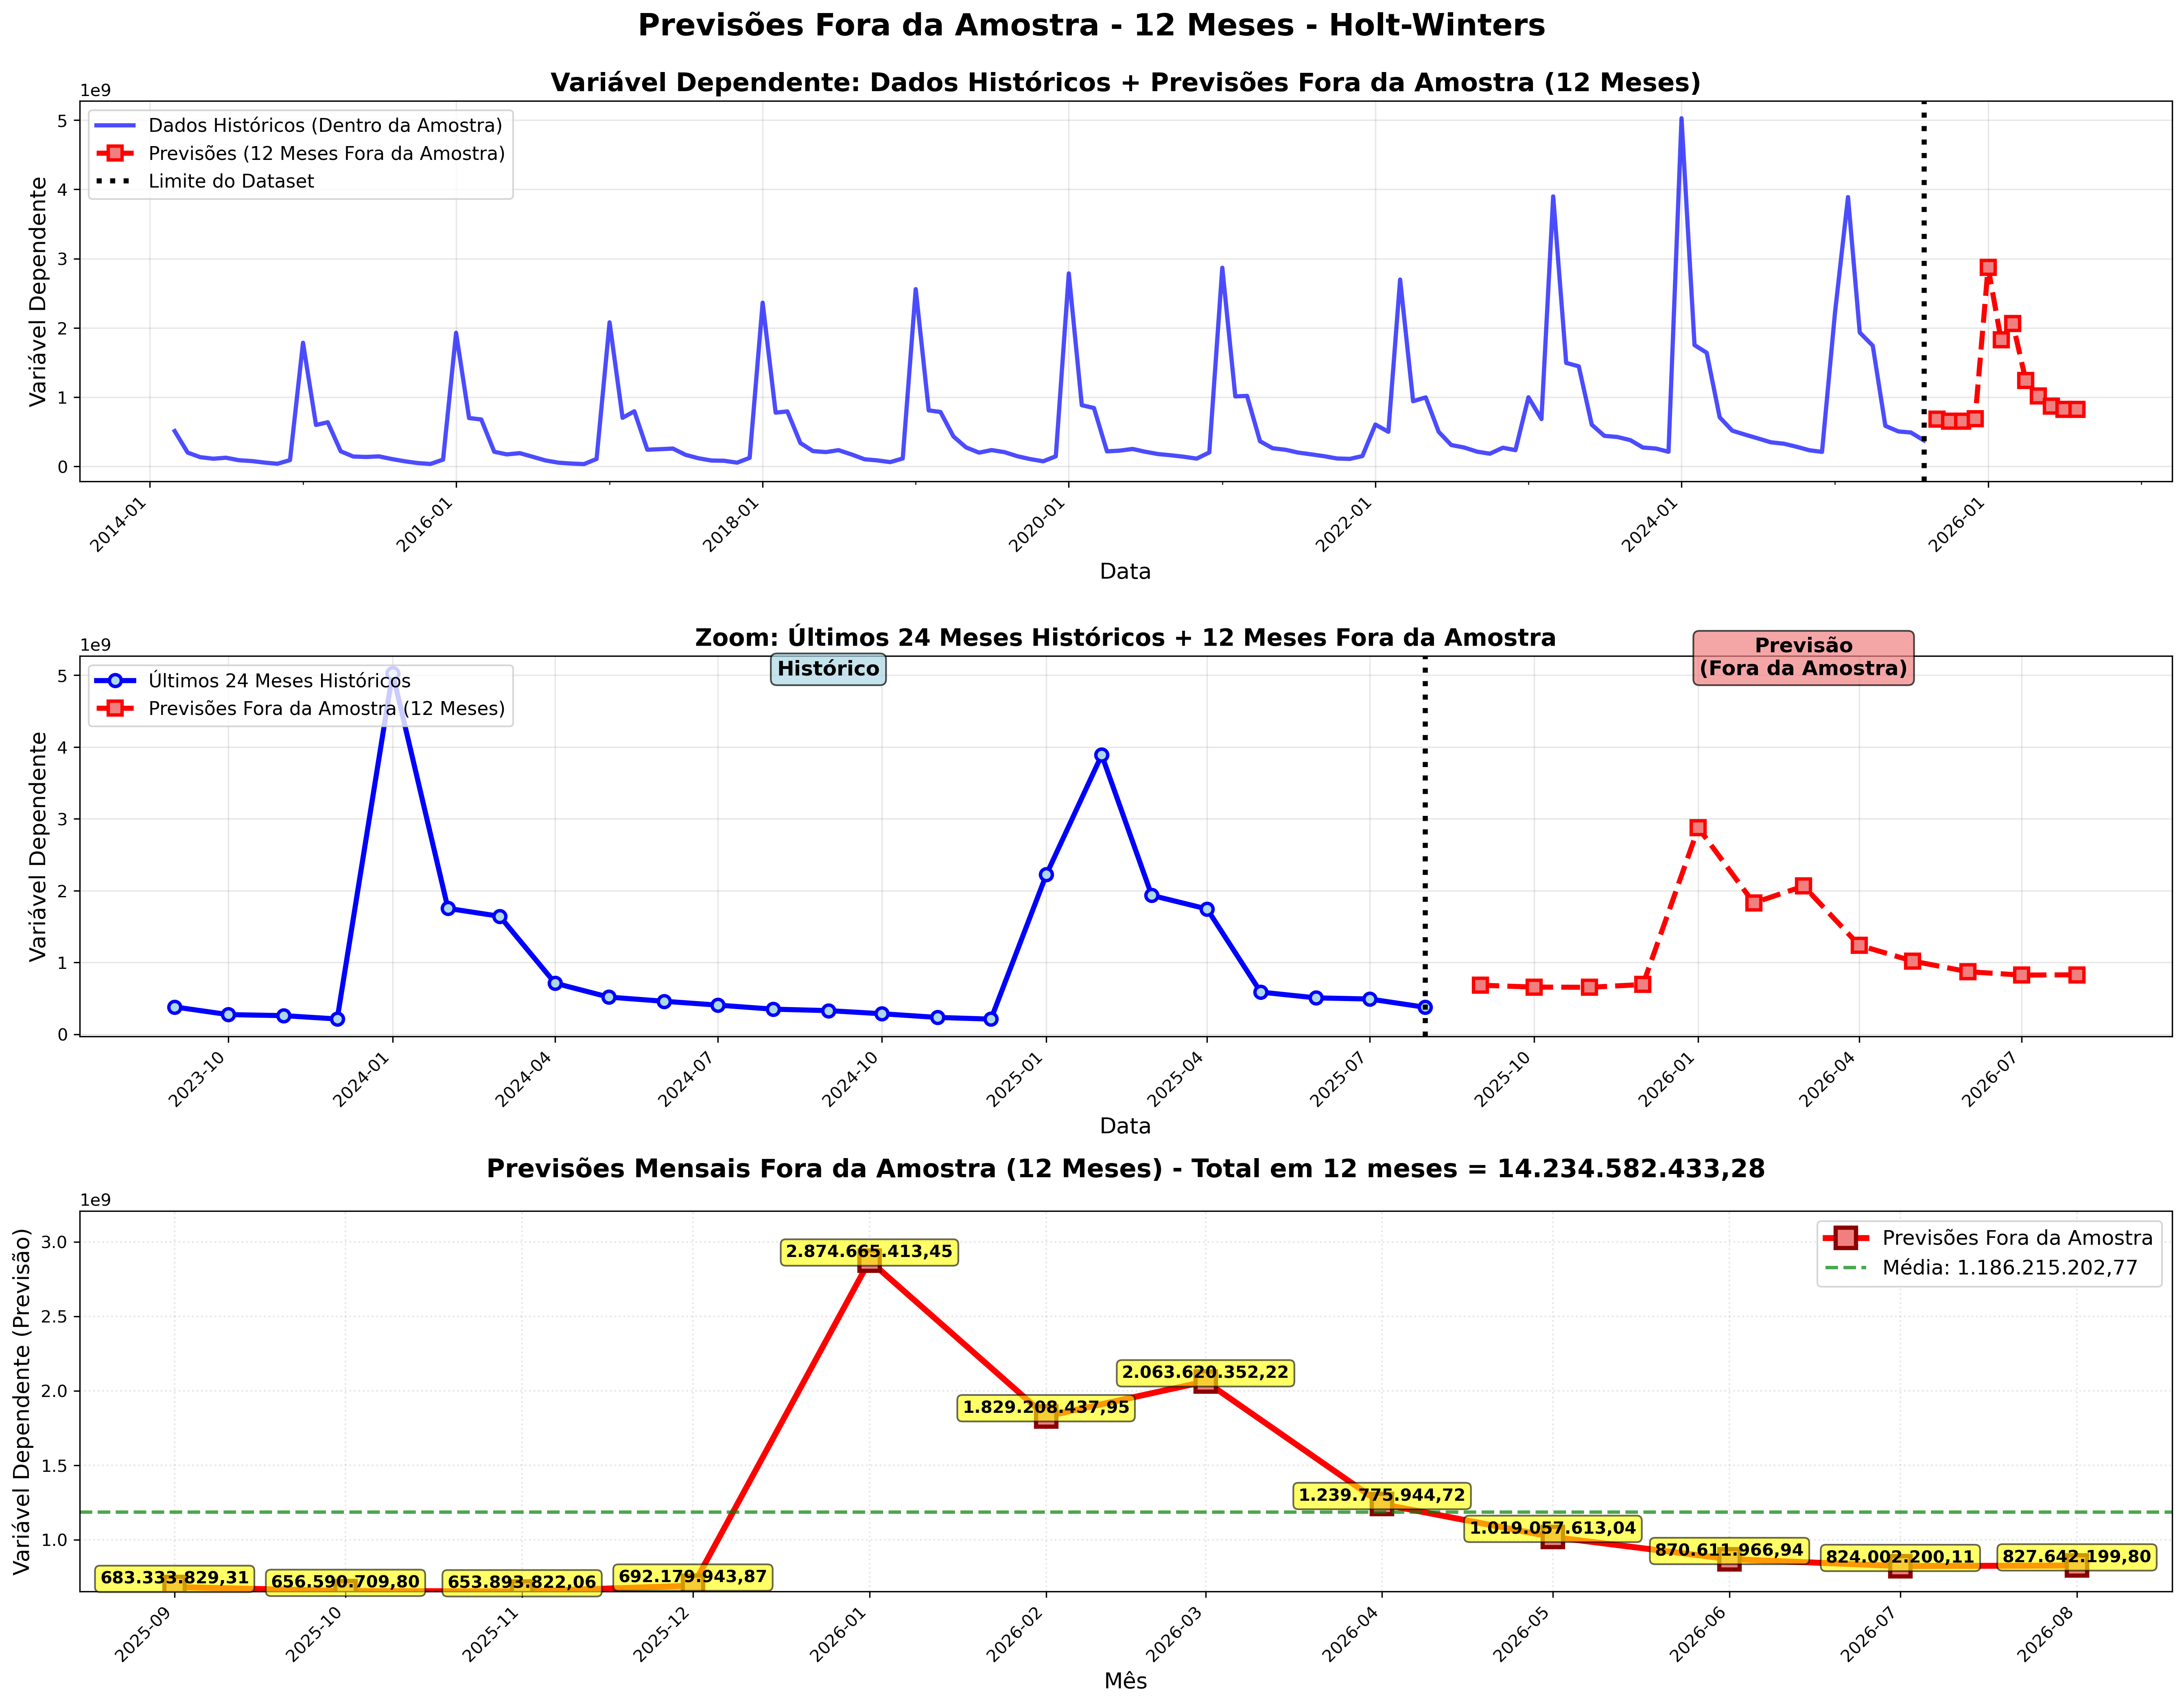 Previsões Fora da Amostra - 12 Meses - Holt-Winters
Variável Dependente: Dados Históricos + Previsões Fora da Amostra (12 Meses)
1e9
Dados Históricos (Dentro da Amostra)
Previsões (12 Meses Fora da Amostra)
Limite do Dataset
Variável Dependente
5
4
3
2
1
0
2014-01
2016-01
2018-01
2020-01
2022-01
2024-01
2026-01
Data
Zoom: Últimos 24 Meses Históricos + 12 Meses Fora da Amostra
1e9
Últimos 24 Meses Históricos
Previsões Fora da Amostra (12 Meses)
Histórico
Previsão
(Fora da Amostra)
Variável Dependente
5
4
3
2
1
0
2023-10
2024-01
2024-04
2024-07
2024-10
2025-01
2025-04
2025-07
2025-10
2026-01
2026-04
2026-07
Data
Previsões Mensais Fora da Amostra (12 Meses) - Total em 12 meses = 14.234.582.433,28
1e9
Previsões Fora da Amostra
Média: 1.186.215.202,77
Variável Dependente (Previsão)
3.0
2.5
2.0
1.5
1.0
683.333.829,31
656.590.709,80
653.893.822,06
692.179.943,87
2.874.665.413,45
1.829.208.437,95
2.063.620.352,22
1.239.775.944,72
1.019.057.613,04
870.611.966,94
824.002.200,11
827.642.199,80
2025-09
2025-10
2025-11
2025-12
2026-01
2026-02
2026-03
2026-04
2026-05
2026-06
2026-07
2026-08
Mês